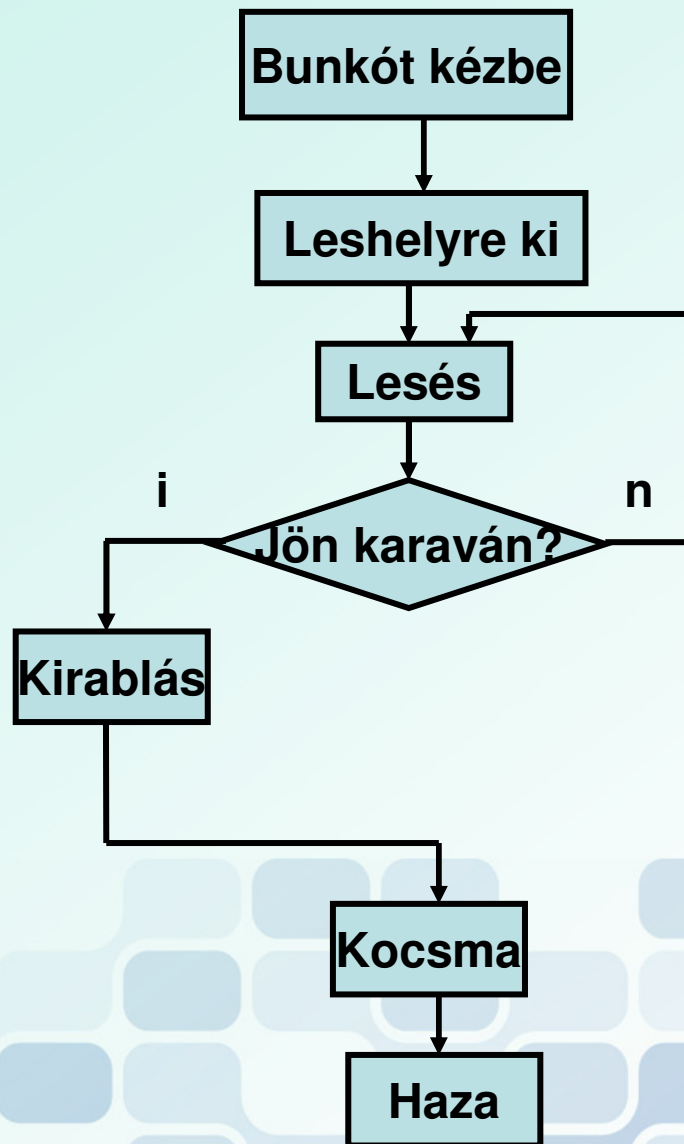 Bunkót kézbe
Leshelyre ki
Lesés
i
n
Jön karaván?
Kirablás
Kocsma
Haza